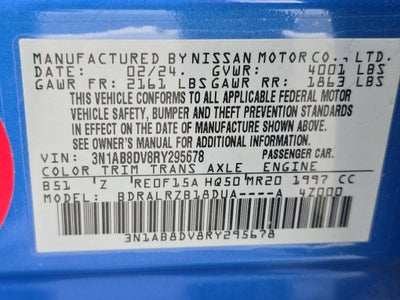 MANUFACTURED BY NISSAN MOTOR CO., LTD.
DATE: 02/24. GVWR: 4001 LBS
GAWR FR: 2161 LBS GAWR RR: 1863 LBS
THIS VEHICLE CONFORMS TO ALL APPLICABLE FEDERAL MOTOR
VEHICLE SAFETY, BUMPER AND THEFT PREVENTION STANDARDS
IN EFFECT ON THE DATE OF MANUFACTURE SHOWN ABOVE.
SEE OWNER'S MANUAL FOR ADDITIONAL INFORMATION
VIN: 3N1AB8DV8RY295678 PASSENGER CAR
COLOR TRIM TRANS AXLE ENGINE
B51 Z RE0F15A HQ50 MR20 1997 CC
MODEL: BDRALRZB18DUA-----A 4Z000
3N1AB8DV8RY295678